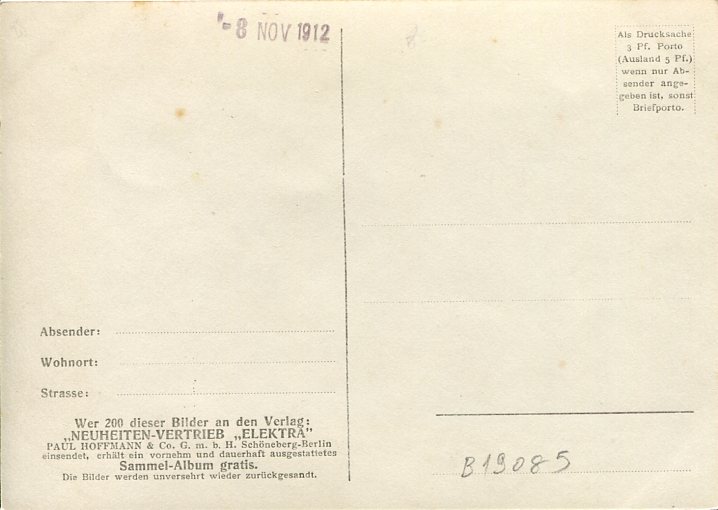 -8 NOV 1912
Als Drucksache
3 Pf. Porto
(Ausland 5 Pf.)
wenn nur Ab-
sender ange-
geben ist, sonst
Briefporto.
Absender:
Wohnort:
Strasse:
Wer 200 dieser Bilder an den Verlag:
„NEUHEITEN-VERTRIEB „ELEKTRA"
PAUL HOFFMANN & Co. G. m. b. H. Schöneberg-Berlin
einsendet, erhält ein vornehm und dauerhaft ausgestattetes
Sammel-Album gratis.
Die Bilder werden unversehrt wieder zurückgesandt.
B19085